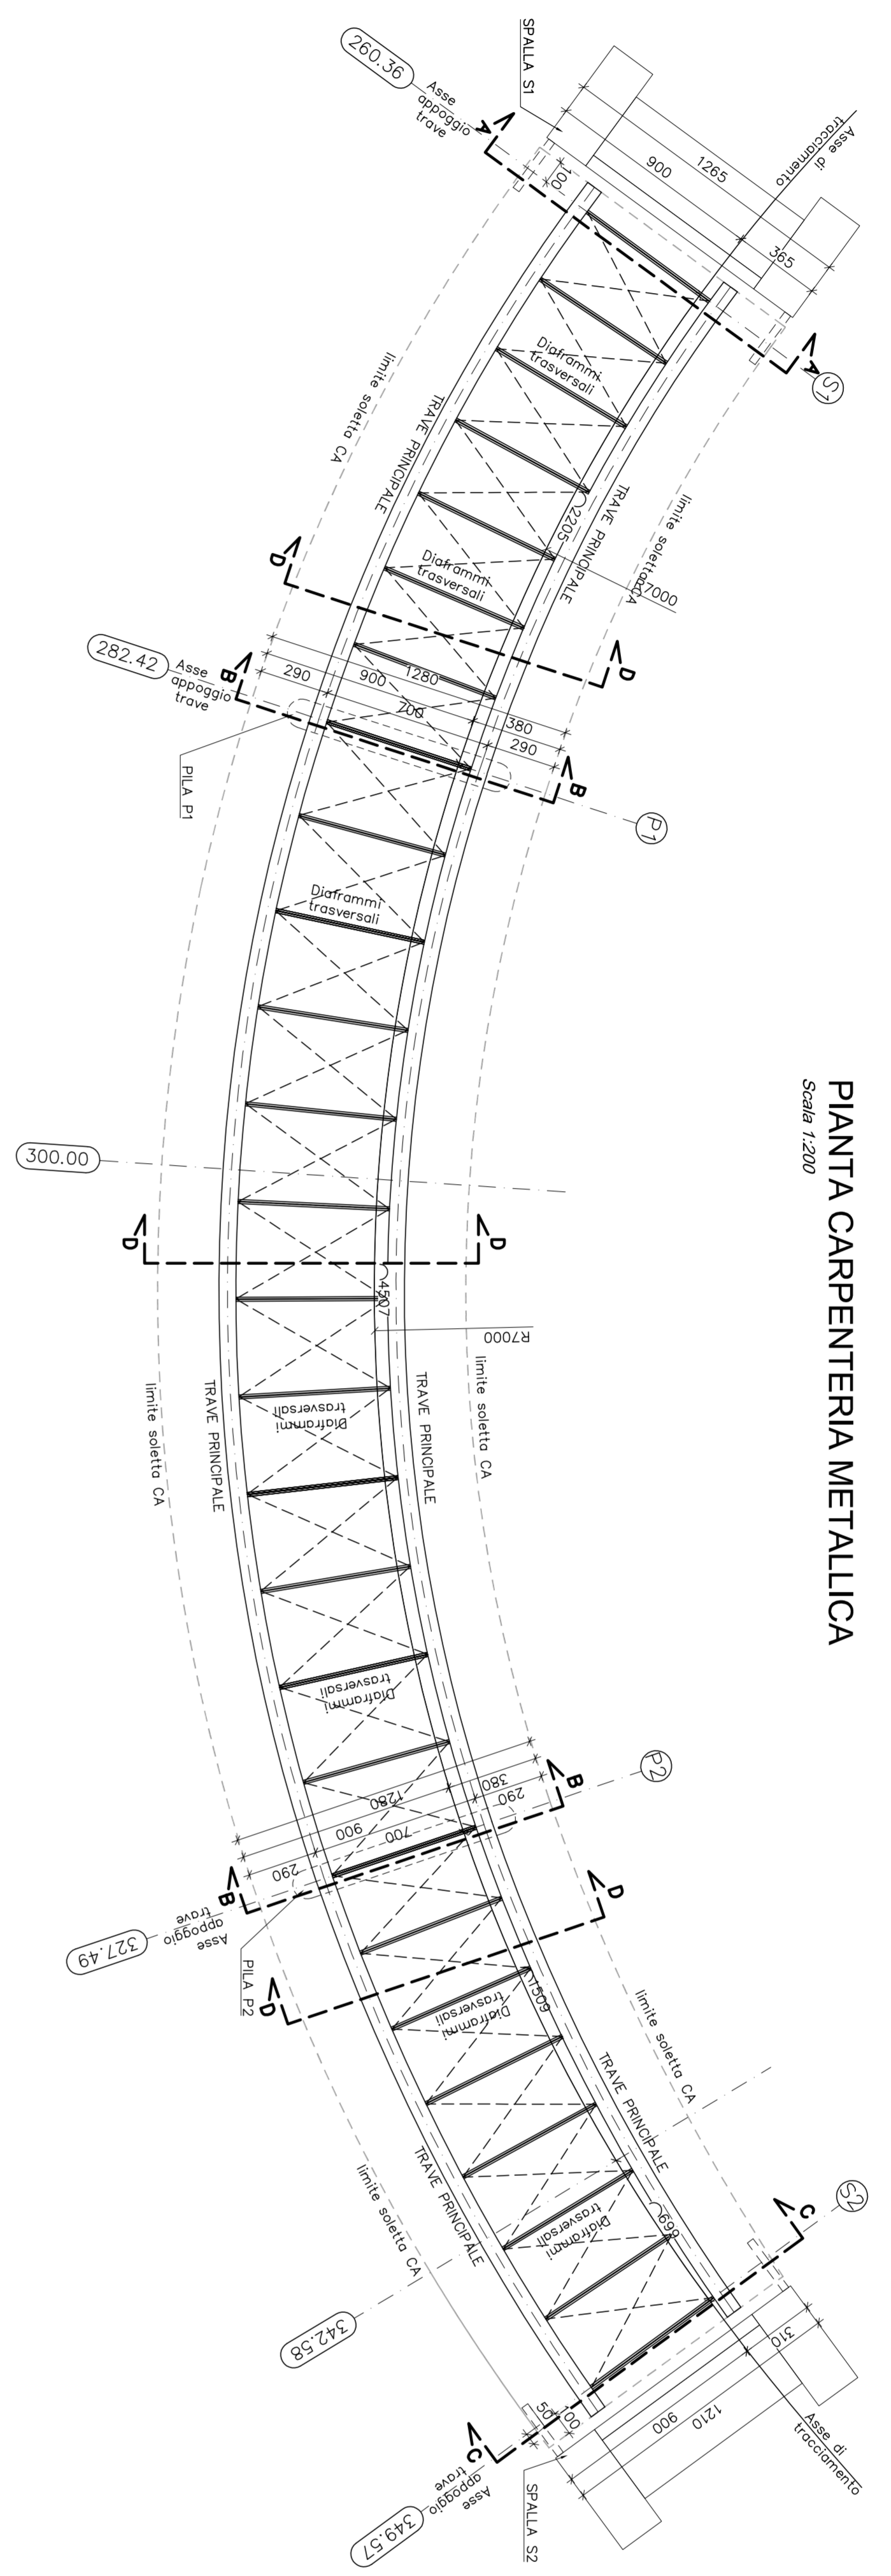 PIANTA CARPENTERIA METALLICA
Scala 1:200
SPALLA S1
260.36
Asse
appoggio
trave
A
100
1265
900
365
Asse di
tracciamento
A
S1
limite soletta CA
TRAVE PRINCIPALE
Diaframmi
trasversali
2205
TRAVE PRINCIPALE
limite soletta CA
R7000
D
Diaframmi
trasversali
D
282.42
Asse
appoggio
trave
B
290
1280
900
700
380
290
B
P1
PILA P1
Diaframmi
trasversali
300.00
D
D
4507
R7000
limite soletta CA
TRAVE PRINCIPALE
Diaframmi
trasversali
TRAVE PRINCIPALE
limite soletta CA
Diaframmi
trasversali
P2
B
380
290
1280
900
700
290
B
327.49
Asse
appoggio
trave
PILA P2
D
D
1509
Diaframmi
trasversali
limite soletta CA
TRAVE PRINCIPALE
TRAVE PRINCIPALE
limite soletta CA
699
Diaframmi
trasversali
342.58
S2
C
310
50
100
900
1210
C
349.57
Asse
appoggio
trave
SPALLA S2
Asse di
tracciamento